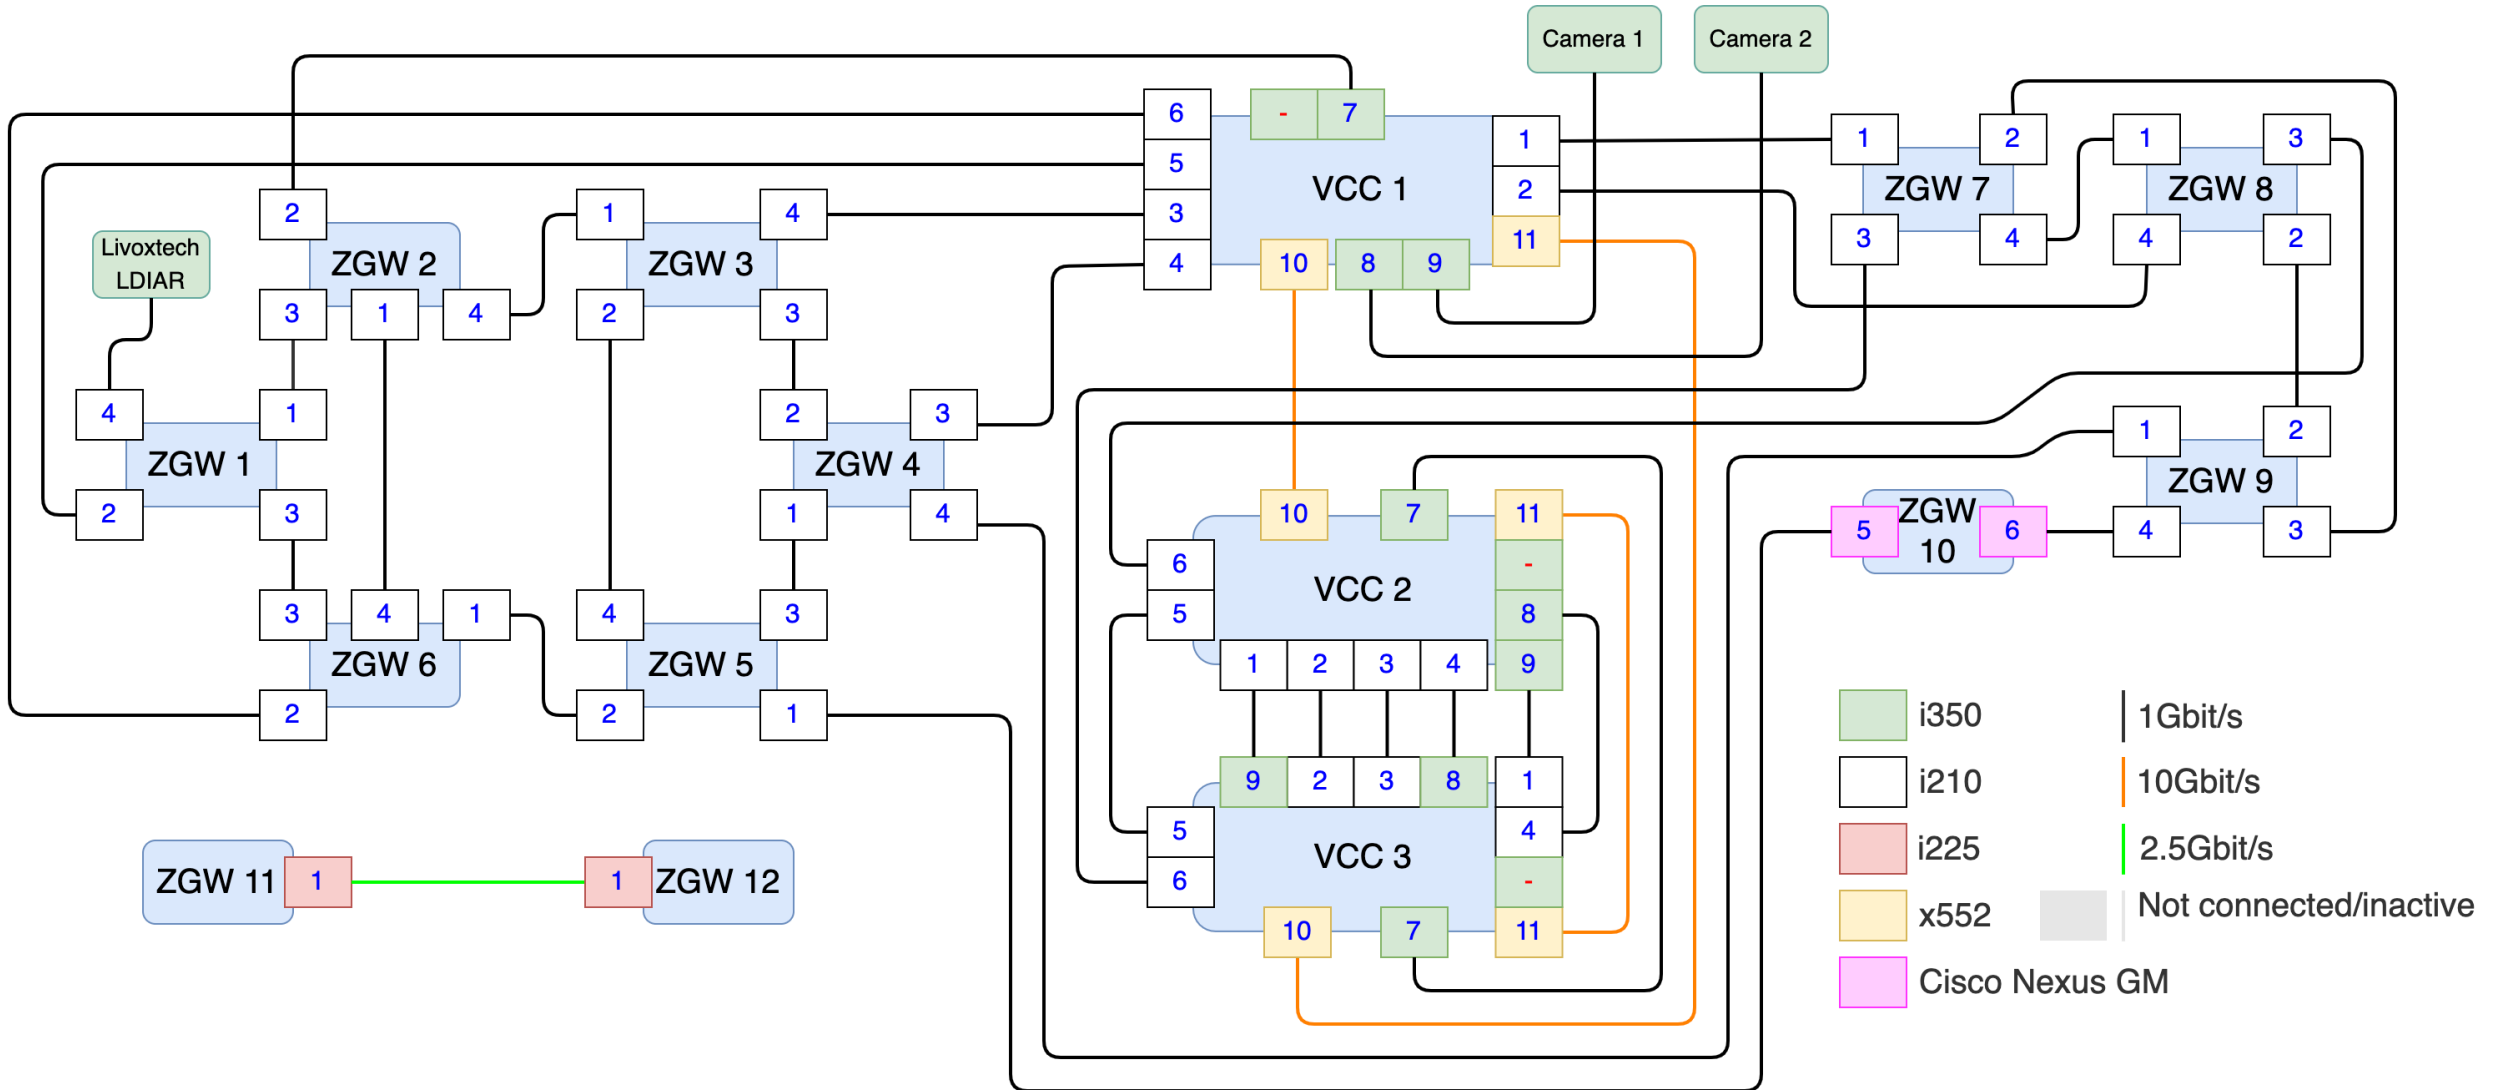 Camera 1
Camera 2
6
-
7
1
1
2
1
3
5
VCC 1
2
ZGW 7
ZGW 8
2
1
4
3
11
3
4
4
2
Livoxtech
LDIAR
ZGW 2
ZGW 3
4
10
8
9
3
1
4
2
3
4
1
2
3
1
2
ZGW 1
ZGW 4
ZGW 9
2
3
1
4
10
7
11
5
ZGW
10
6
4
3
6
-
VCC 2
3
4
1
4
3
5
8
ZGW 6
ZGW 5
1
2
3
4
9
2
2
1
i350
1Gbit/s
9
2
3
8
1
i210
10Gbit/s
5
4
i225
2.5Gbit/s
VCC 3
ZGW 11
1
1
ZGW 12
6
-
x552
Not connected/inactive
10
7
11
Cisco Nexus GM